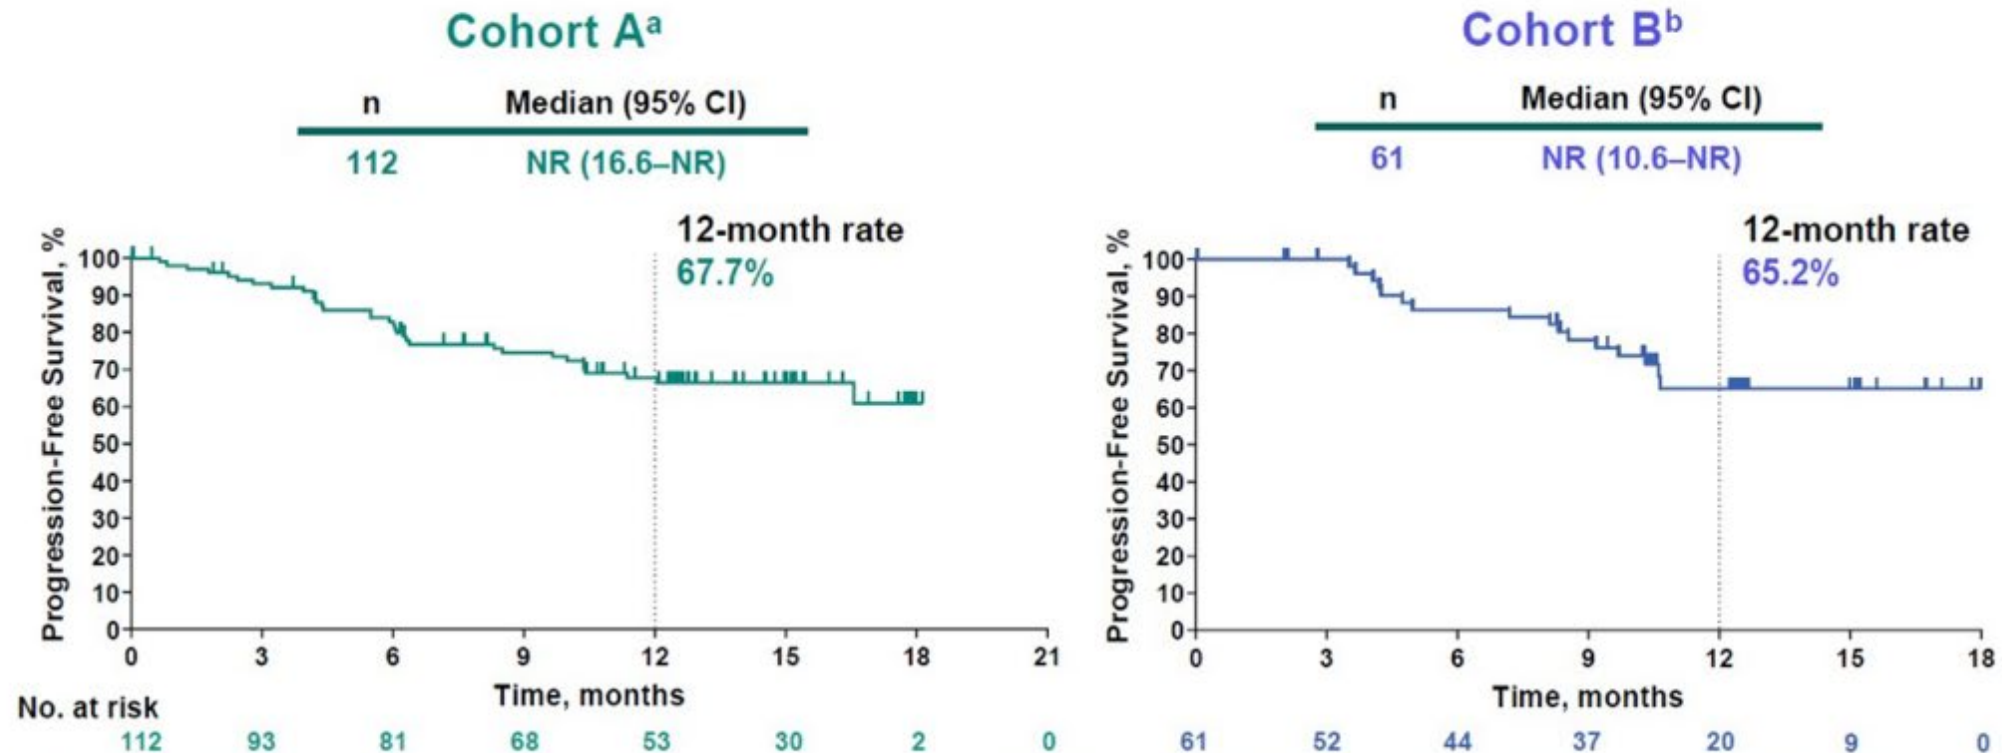 Cohort Aᵃ
n Median (95% CI)
112 NR (16.6–NR)
12-month rate
67.7%
Progression-Free Survival, %
100
90
80
70
60
50
40
30
20
10
0
0 3 6 9 12 15 18 21
Time, months
No. at risk
112 93 81 68 53 30 2 0
Cohort Bᵇ
n Median (95% CI)
61 NR (10.6–NR)
12-month rate
65.2%
Progression-Free Survival, %
100
90
80
70
60
50
40
30
20
10
0
0 3 6 9 12 15 18
Time, months
61 52 44 37 20 9 0